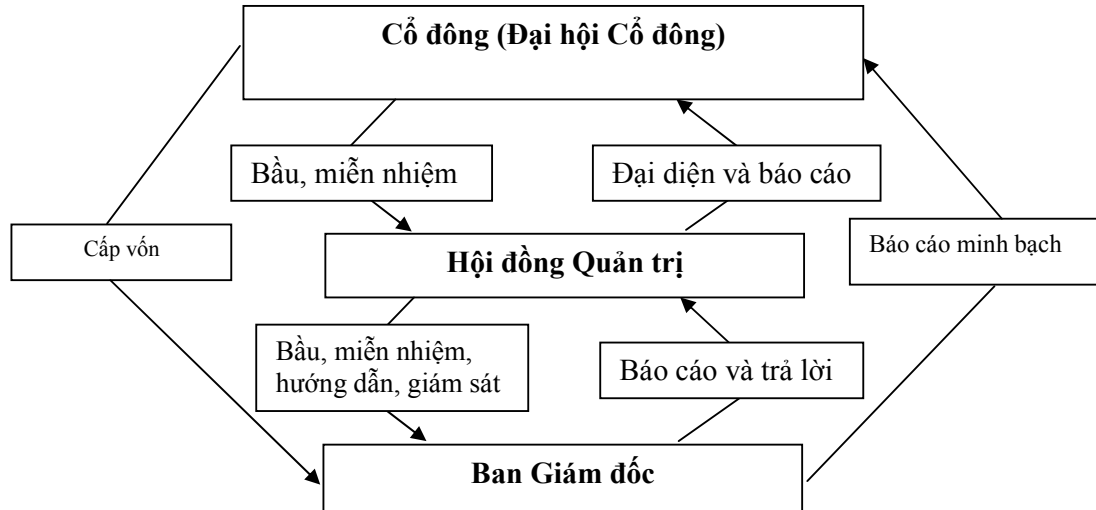 Cổ đông (Đại hội Cổ đông)
Bầu, miễn nhiệm
Đại diện và báo cáo
Cấp vốn
Báo cáo minh bạch
Hội đồng Quản trị
Bầu, miễn nhiệm,
hướng dẫn, giám sát
Báo cáo và trả lời
Ban Giám đốc